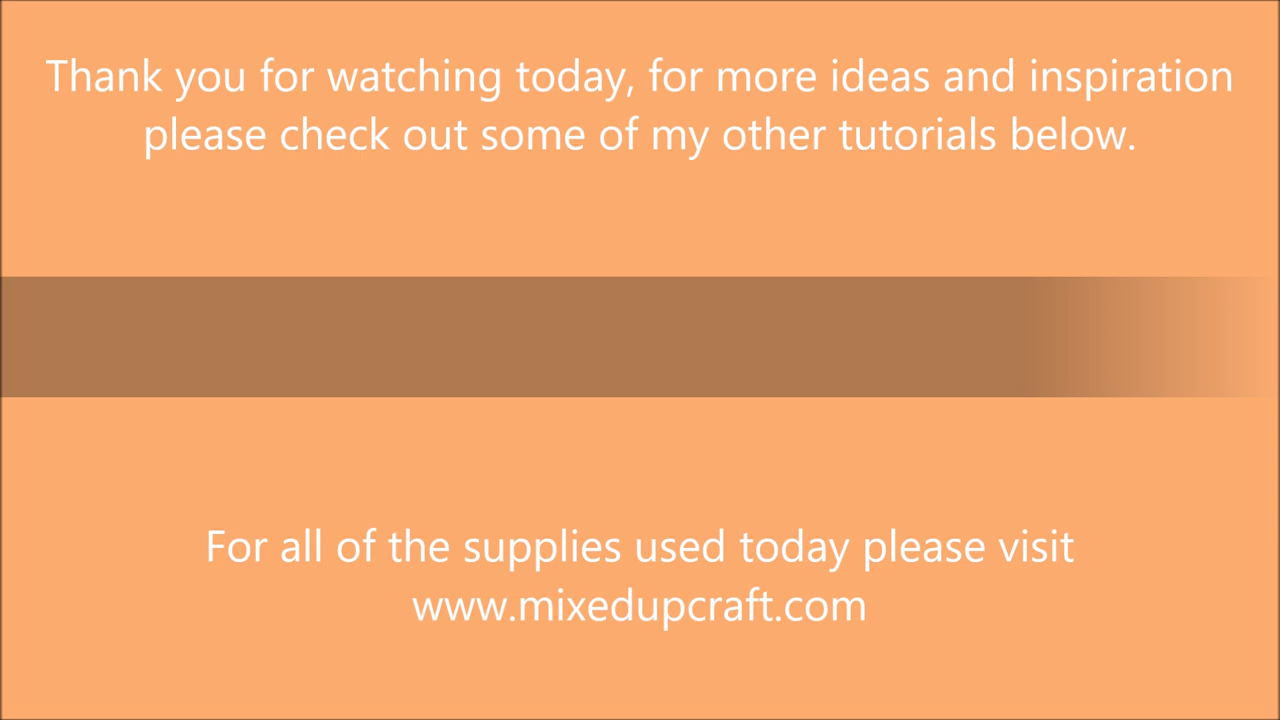 Thank you for watching today, for more ideas and inspiration
please check out some of my other tutorials below.
For all of the supplies used today please visit
www.mixedupcraft.com